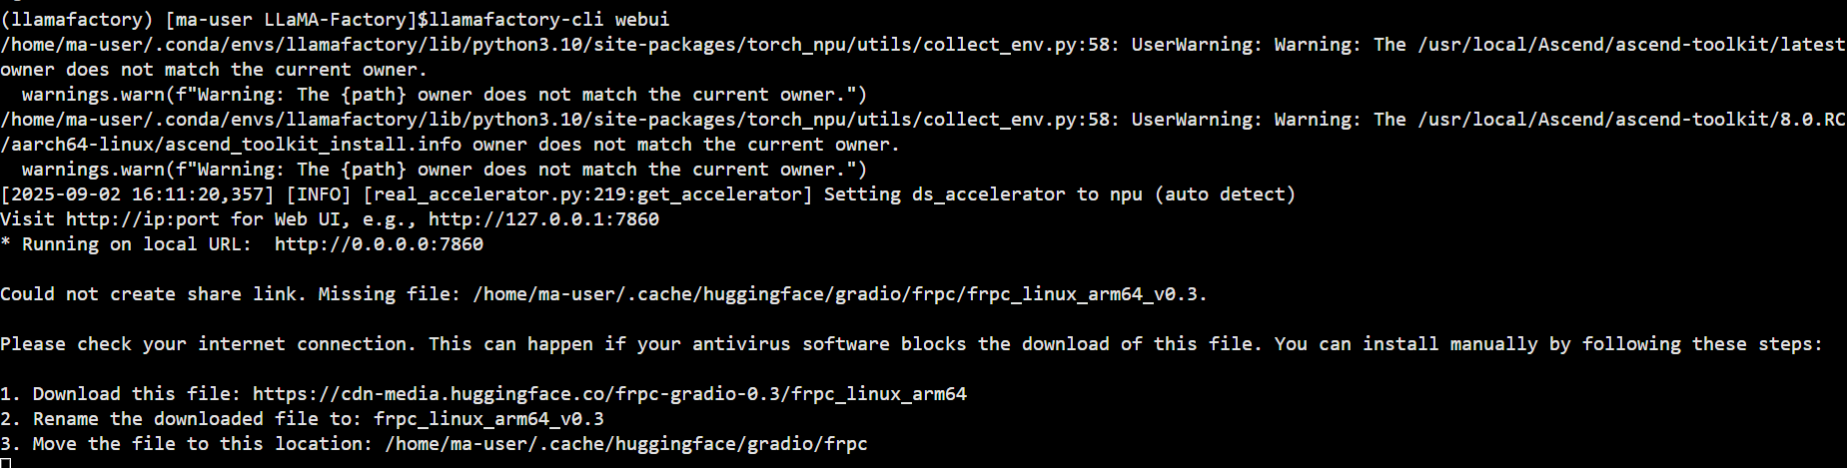 (llamafactory) [ma-user LLaMA-Factory]$llamafactory-cli webui
/home/ma-user/.conda/envs/llamafactory/lib/python3.10/site-packages/torch_npu/utils/collect_env.py:58: UserWarning: Warning: The /usr/local/Ascend/ascend-toolkit/latest
owner does not match the current owner.
  warnings.warn(f"Warning: The {path} owner does not match the current owner.")
/home/ma-user/.conda/envs/llamafactory/lib/python3.10/site-packages/torch_npu/utils/collect_env.py:58: UserWarning: Warning: The /usr/local/Ascend/ascend-toolkit/8.0.RC
/aarch64-linux/ascend_toolkit_install.info owner does not match the current owner.
  warnings.warn(f"Warning: The {path} owner does not match the current owner.")
[2025-09-02 16:11:20,357] [INFO] [real_accelerator.py:219:get_accelerator] Setting ds_accelerator to npu (auto detect)
Visit http://ip:port for Web UI, e.g., http://127.0.0.1:7860
* Running on local URL:  http://0.0.0.0:7860
Could not create share link. Missing file: /home/ma-user/.cache/huggingface/gradio/frpc/frpc_linux_arm64_v0.3.
Please check your internet connection. This can happen if your antivirus software blocks the download of this file. You can install manually by following these steps:
1. Download this file: https://cdn-media.huggingface.co/frpc-gradio-0.3/frpc_linux_arm64
2. Rename the downloaded file to: frpc_linux_arm64_v0.3
3. Move the file to this location: /home/ma-user/.cache/huggingface/gradio/frpc